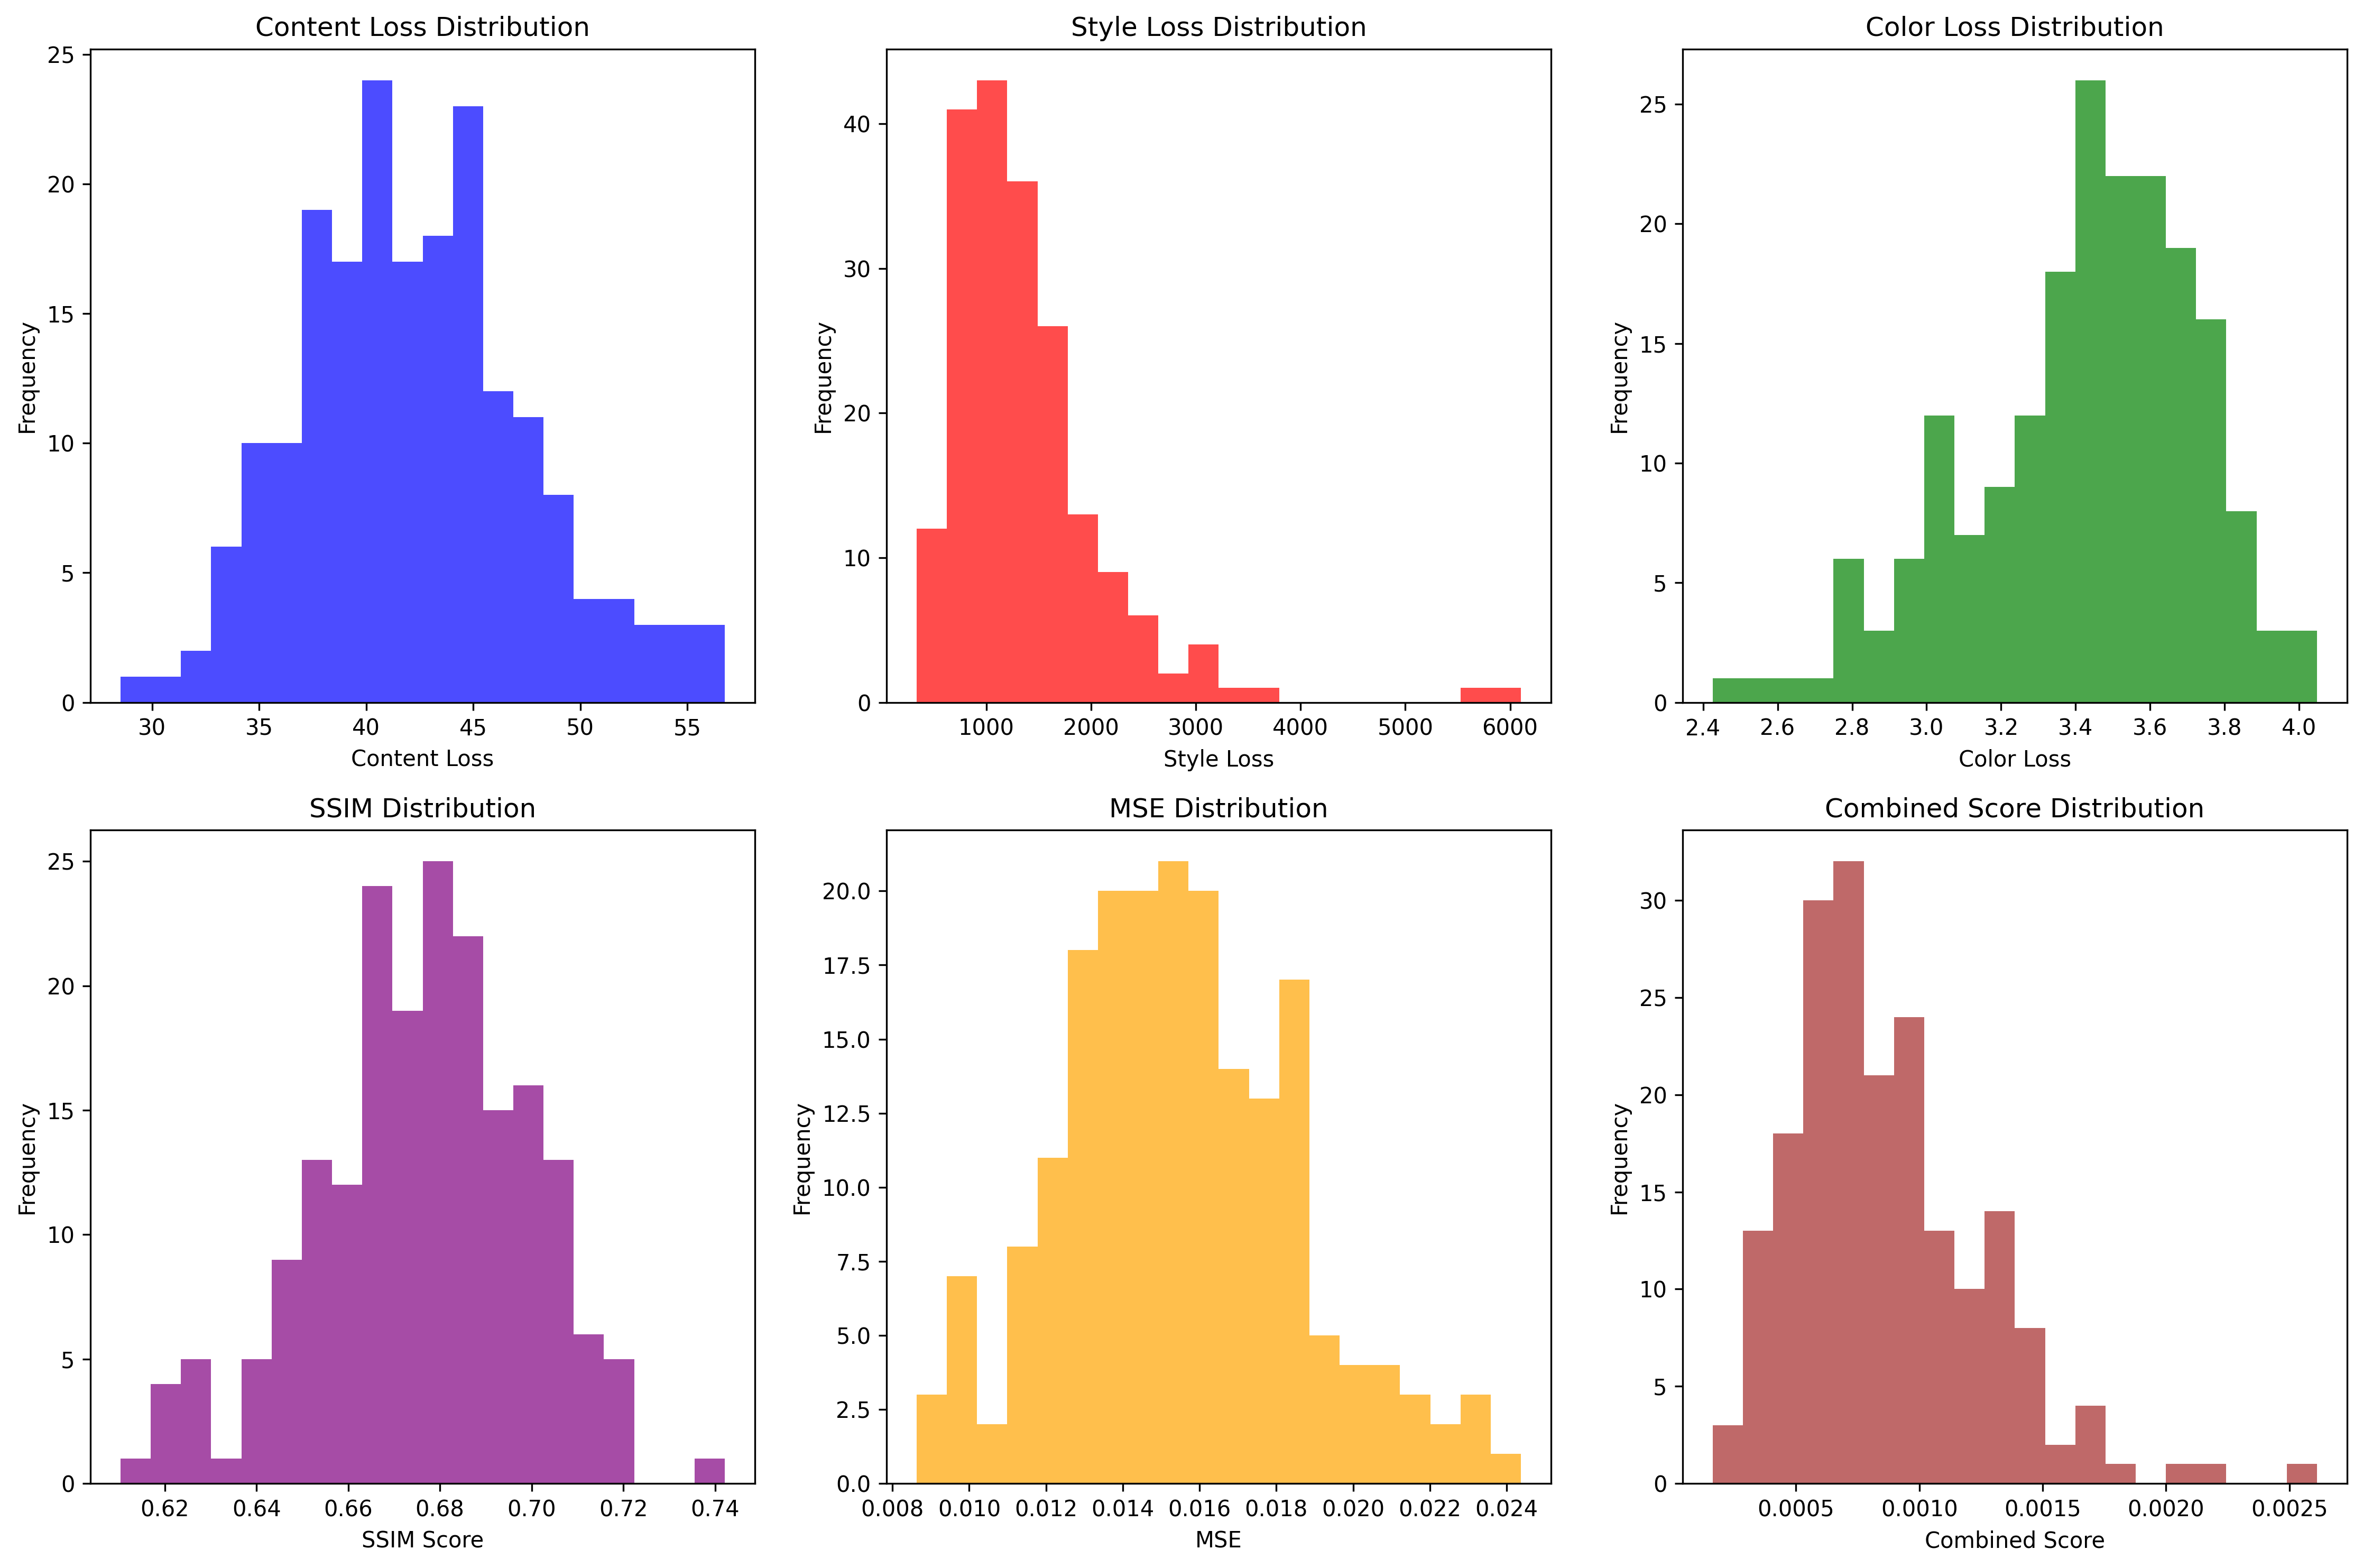 Content Loss Distribution
25
20
15
10
5
0
Frequency
30 35 40 45 50 55
Content Loss
Style Loss Distribution
40
30
20
10
0
Frequency
1000 2000 3000 4000 5000 6000
Style Loss
Color Loss Distribution
25
20
15
10
5
0
Frequency
2.4 2.6 2.8 3.0 3.2 3.4 3.6 3.8 4.0
Color Loss
SSIM Distribution
25
20
15
10
5
0
Frequency
0.62 0.64 0.66 0.68 0.70 0.72 0.74
SSIM Score
MSE Distribution
20.0
17.5
15.0
12.5
10.0
7.5
5.0
2.5
0.0
Frequency
0.008 0.010 0.012 0.014 0.016 0.018 0.020 0.022 0.024
MSE
Combined Score Distribution
30
25
20
15
10
5
0
Frequency
0.0005 0.0010 0.0015 0.0020 0.0025
Combined Score